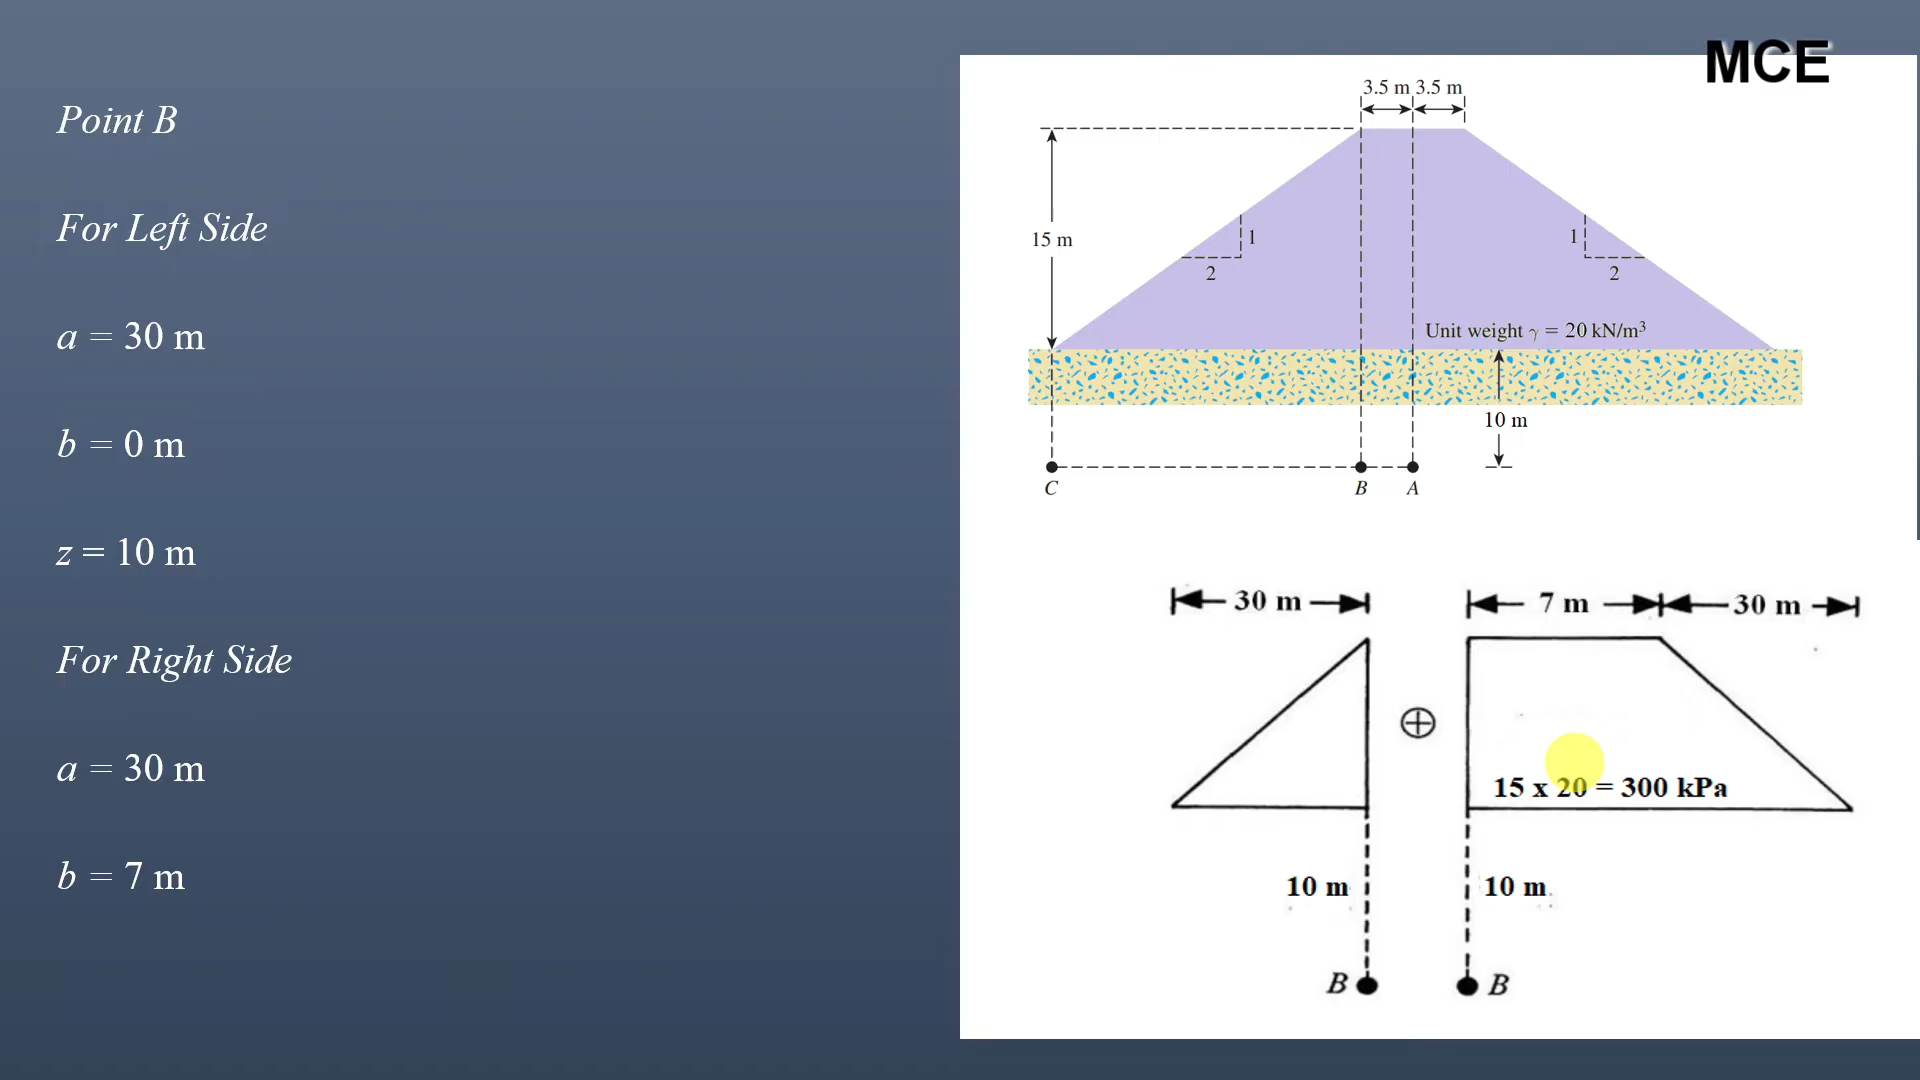 MCE
Point B
For Left Side
a = 30 m
b = 0 m
z = 10 m
For Right Side
a = 30 m
b = 7 m
3.5 m 3.5 m
15 m
1
2
1
2
Unit weight γ = 20 kN/m³
10 m
C
B
A
30 m
7 m
30 m
15 x 20 = 300 kPa
10 m
10 m
B
B